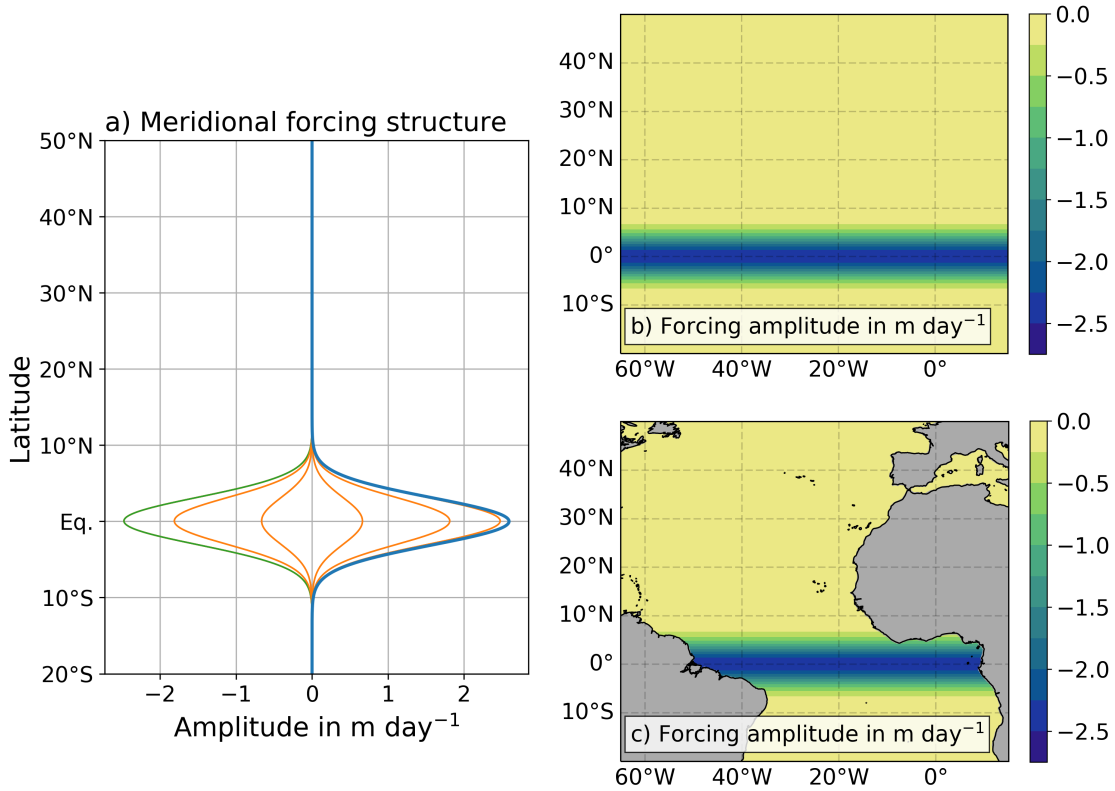 a) Meridional forcing structure
50°N
40°N
30°N
20°N
10°N
Eq.
10°S
20°S
Latitude
−2
−1
0
1
2
Amplitude in m day⁻¹
40°N
30°N
20°N
10°N
0°
10°S
b) Forcing amplitude in m day⁻¹
60°W
40°W
20°W
0°
0.0
−0.5
−1.0
−1.5
−2.0
−2.5
40°N
30°N
20°N
10°N
0°
10°S
c) Forcing amplitude in m day⁻¹
60°W
40°W
20°W
0°
0.0
−0.5
−1.0
−1.5
−2.0
−2.5